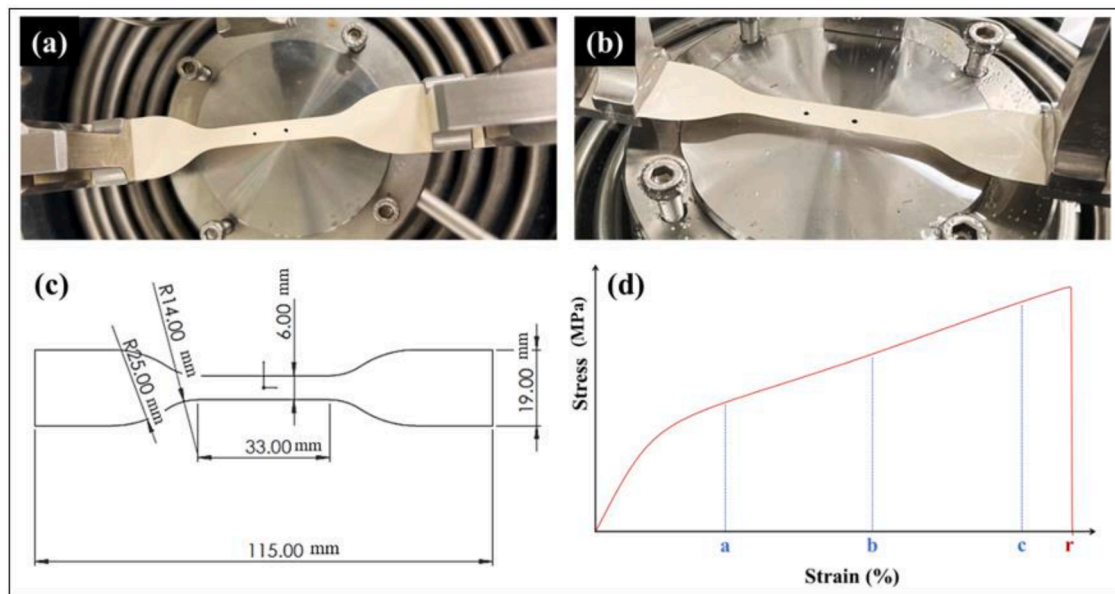 (a)
(b)
(c)
R14.00 mm
6.00 mm
R25.00 mm
19.00 mm
33.00 mm
115.00 mm
(d)
Stress (MPa)
a b c r
Strain (%)